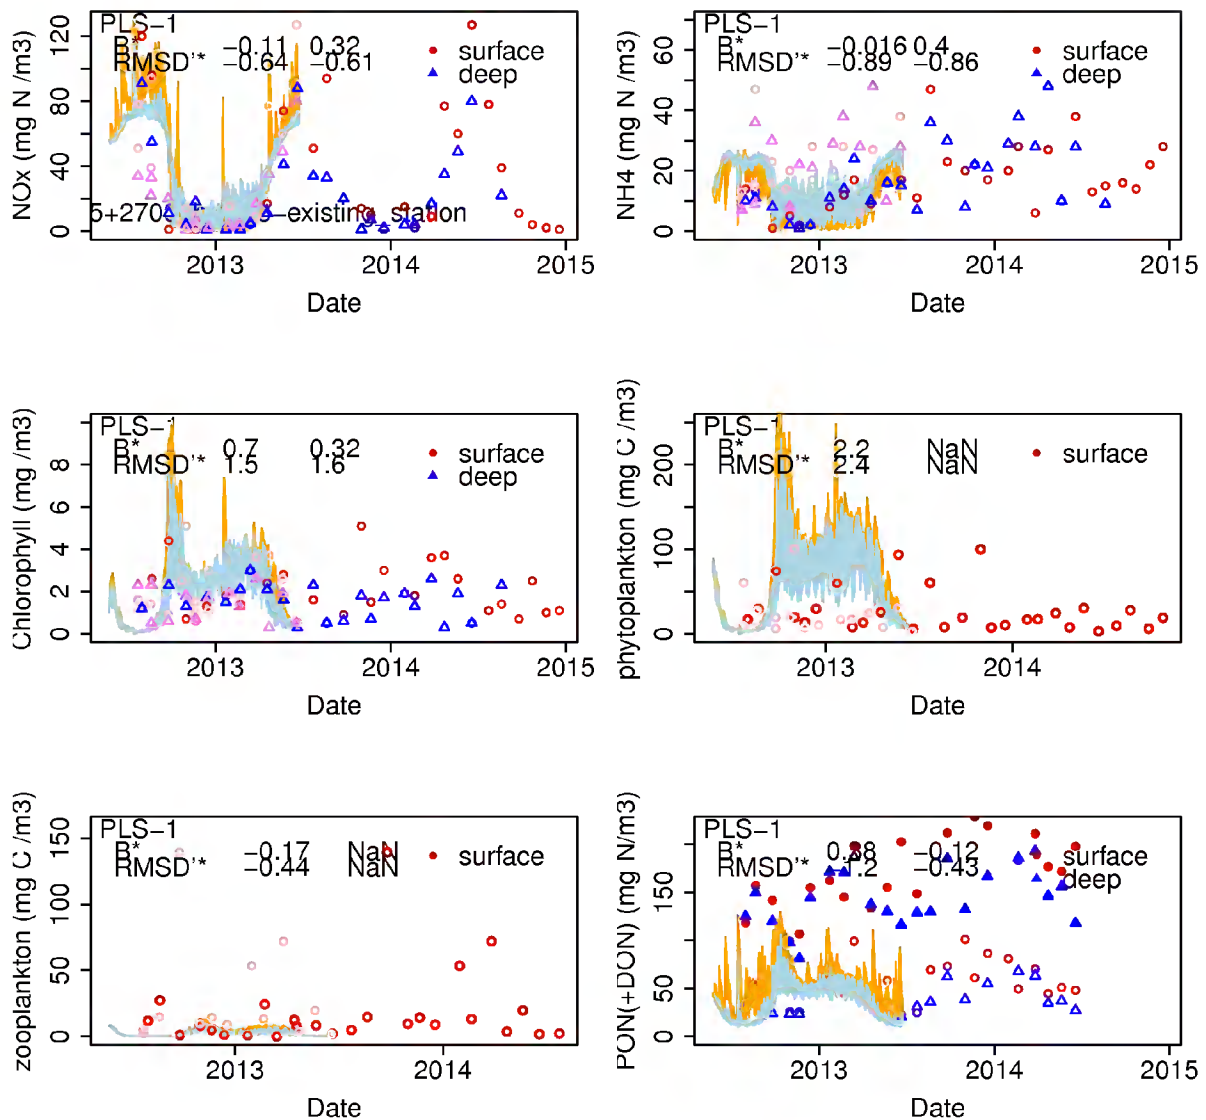 PLS−1
B* −0.11 0.32
RMSD'* −0.64 −0.61
surface
deep
5+270 −existing_station
NOx (mg N /m3)
0 40 80 120
2013 2014 2015
Date
PLS−1
B* −0.016 0.4
RMSD'* −0.89 −0.86
surface
deep
NH4 (mg N /m3)
0 20 40 60
2013 2014 2015
Date
PLS−1
B* 0.7 0.32
RMSD'* 1.5 1.6
surface
deep
Chlorophyll (mg /m3)
0 2 4 6 8
2013 2014 2015
Date
PLS−1
B* 2.2 NaN
RMSD'* 2.4 NaN
surface
phytoplankton (mg C /m3)
0 100 200
2013 2014
Date
PLS−1
B* −0.17 NaN
RMSD'* −0.44 NaN
surface
zooplankton (mg C /m3)
0 50 100 150
2013 2014
Date
PLS−1
B* −0.12
RMSD'* 1.2 −0.43
surface
deep
PON(+DON) (mg N/m3)
0 50 150
2013 2014 2015
Date